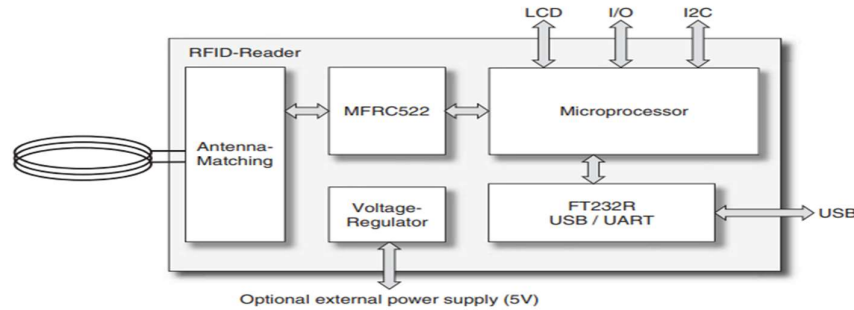 LCD
I/O
I2C
RFID-Reader
Antenna-
Matching
MFRC522
Microprocessor
Voltage-
Regulator
FT232R
USB / UART
USB
Optional external power supply (5V)